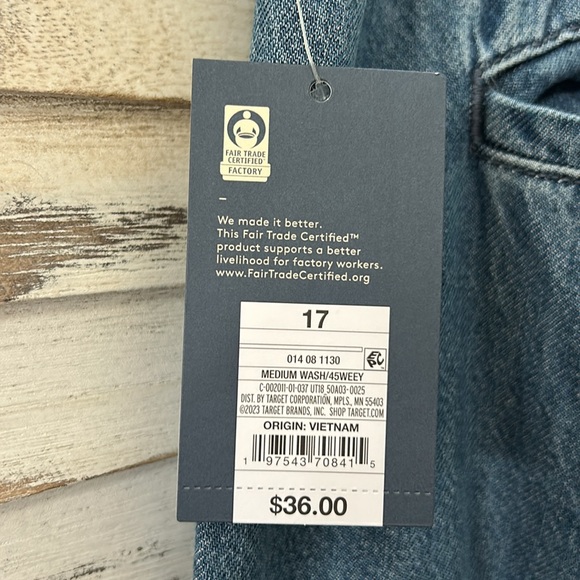 FAIR TRADE
CERTIFIED
FACTORY
–
We made it better.
This Fair Trade Certified™
product supports a better
livelihood for factory workers.
www.FairTradeCertified.org
17
014 08 1130
MEDIUM WASH/45WEEY
C-002011-01-037 UT18_50A03-0025
DIST. BY TARGET CORPORATION, MPLS., MN 55403
©2023 TARGET BRANDS, INC. SHOP TARGET.COM
ORIGIN: VIETNAM
1 97543 70841 5
$36.00